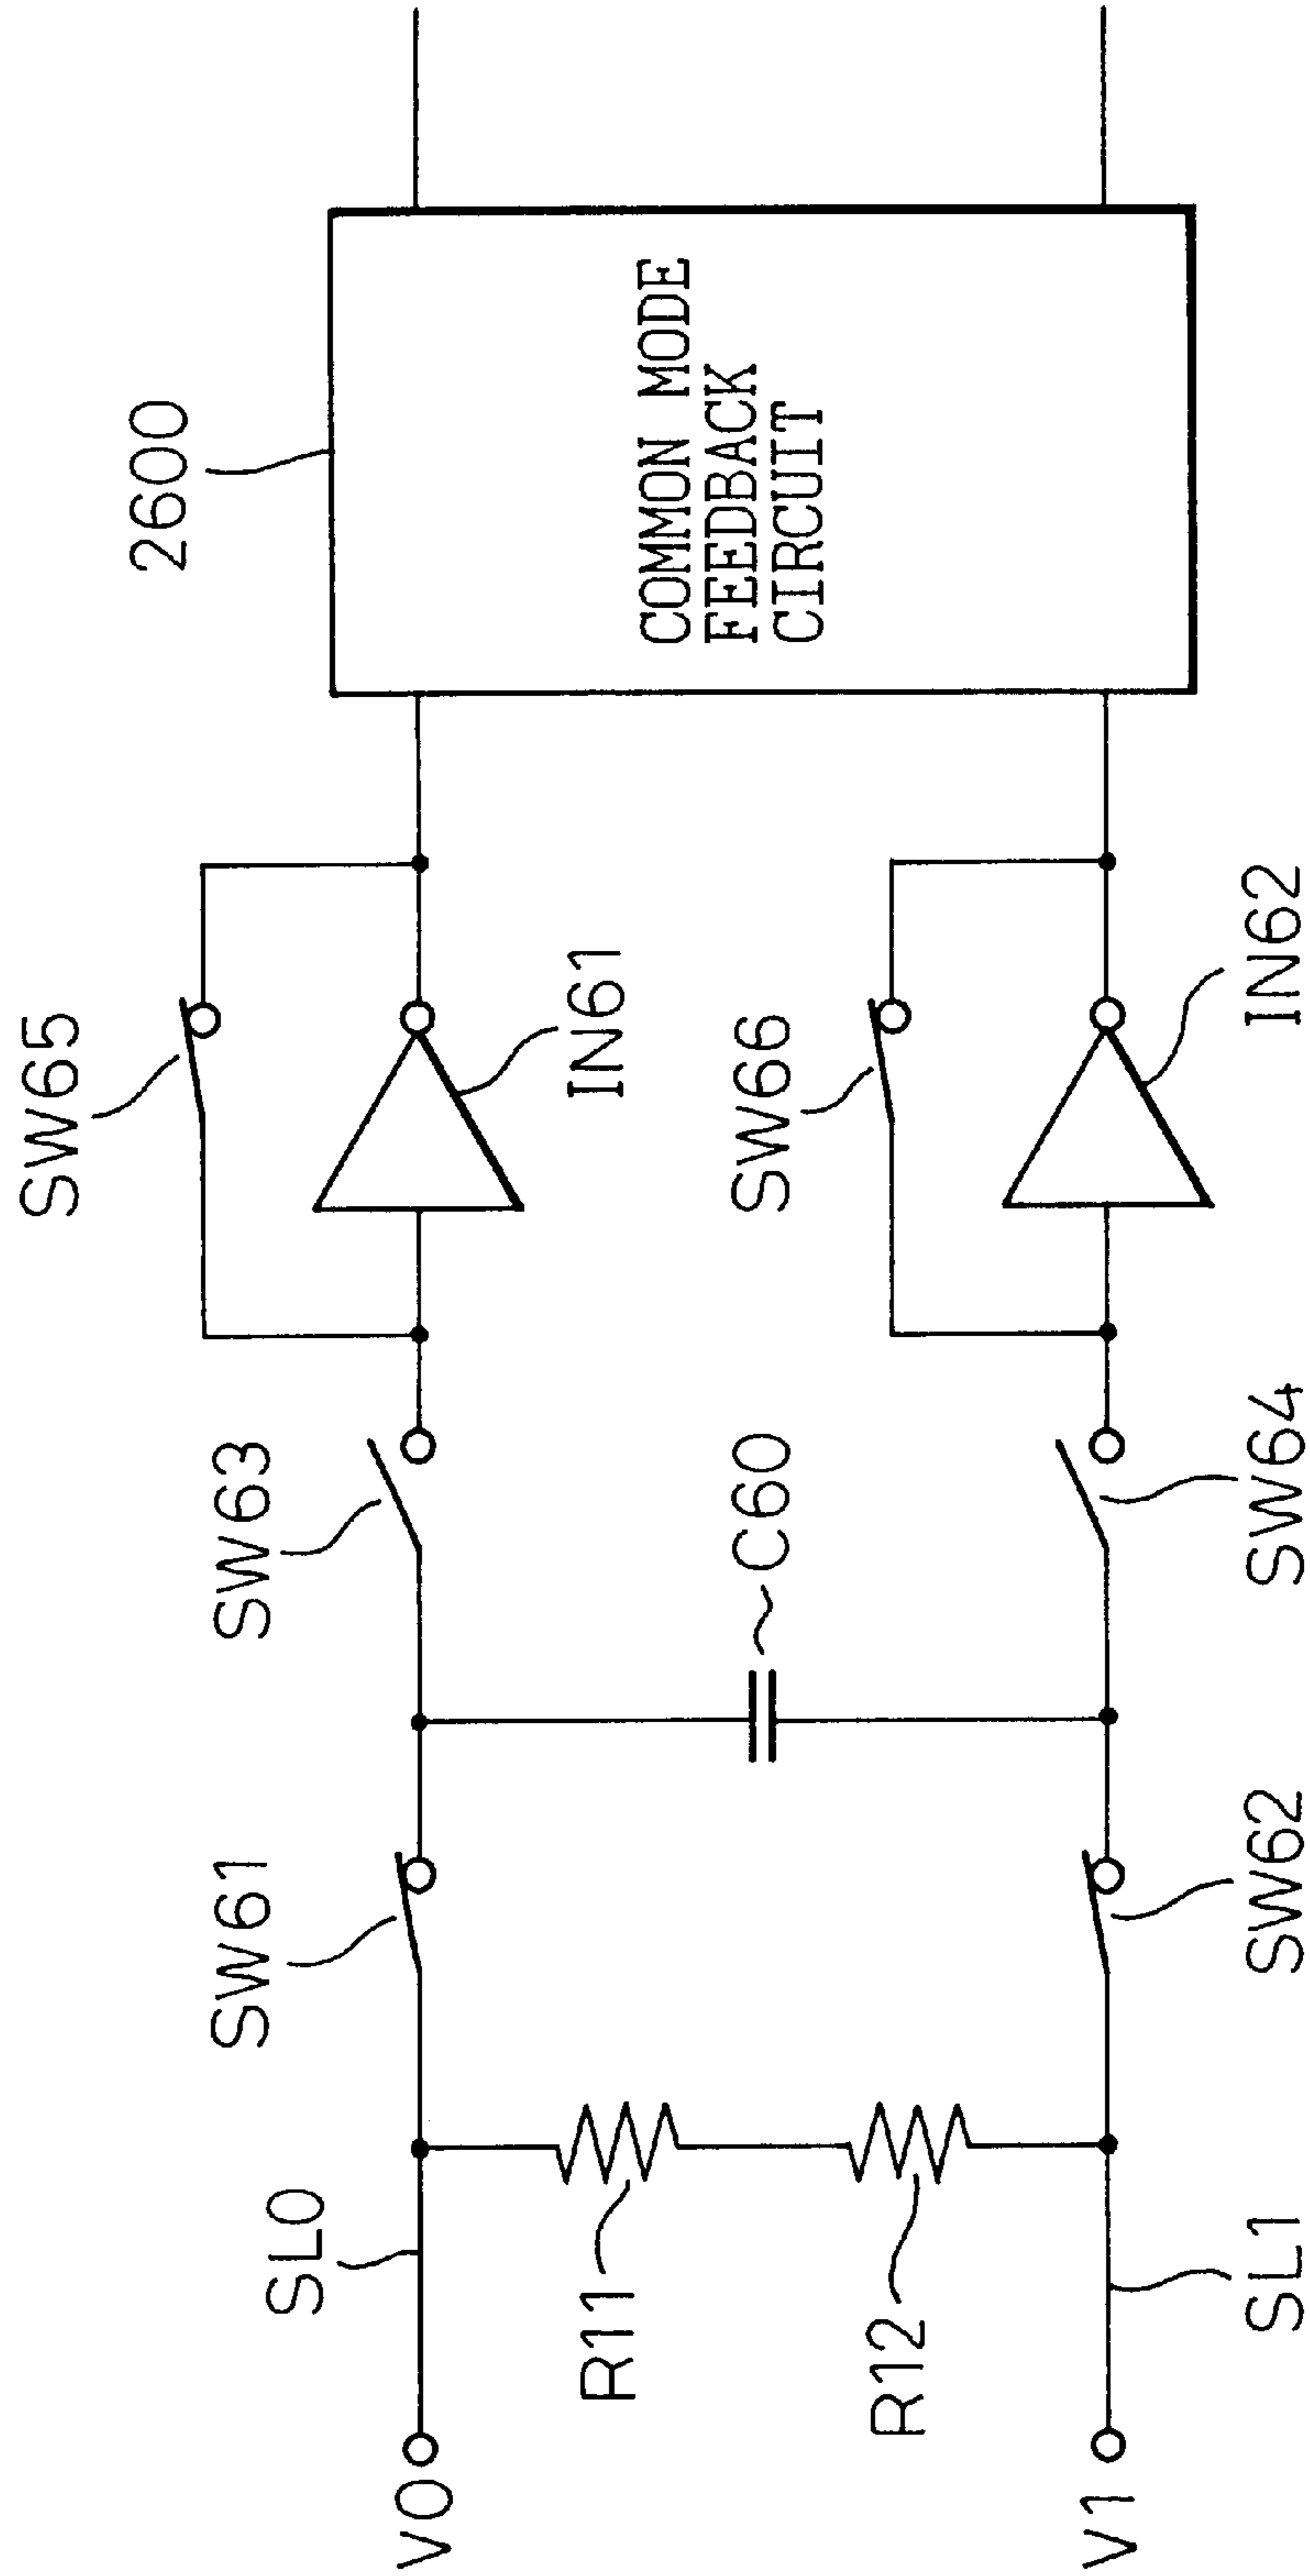 V0
SL0
SW61
SW63
SW65
IN61
2600
COMMON MODE
FEEDBACK
CIRCUIT
R11
R12
C60
SW66
V1
SL1
SW62
SW64
IN62